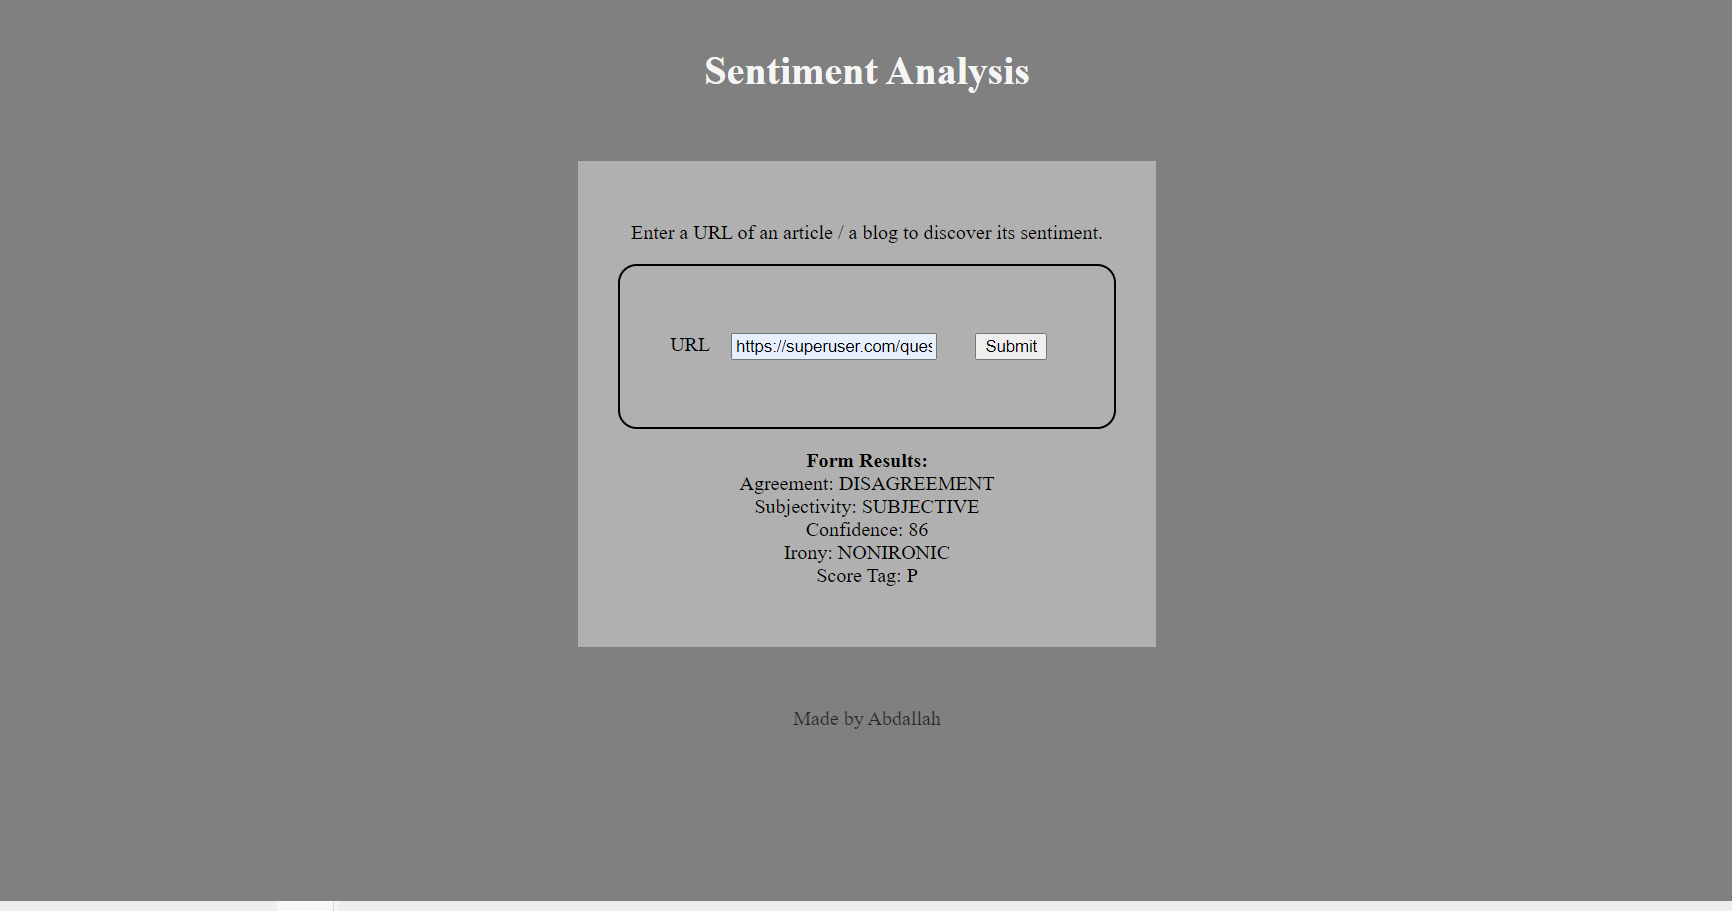 Sentiment Analysis
Enter a URL of an article / a blog to discover its sentiment.
URL https://superuser.com/ques Submit
Form Results:
Agreement: DISAGREEMENT
Subjectivity: SUBJECTIVE
Confidence: 86
Irony: NONIRONIC
Score Tag: P
Made by Abdallah